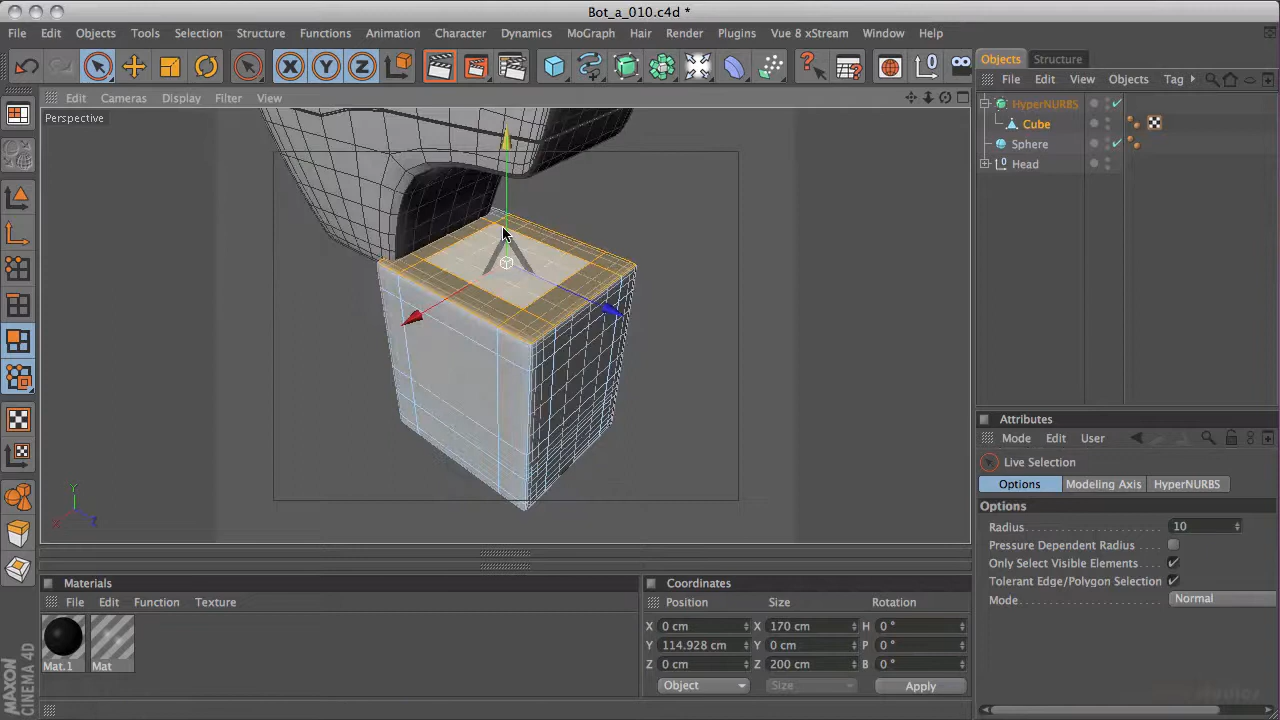 Bot_a_010.c4d *
File Edit Objects Tools Selection Structure Functions Animation Character Dynamics MoGraph Hair Render Plugins Vue 8 xStream Window Help
X Y Z
Objects Structure
File Edit View Objects Tag
Edit Cameras Display Filter View
Perspective
HyperNURBS
Cube
Sphere
Head
Y
X Z
Attributes
Mode Edit User
Live Selection
Options Modeling Axis HyperNURBS
Options
Radius 10
Pressure Dependent Radius
Only Select Visible Elements
Tolerant Edge/Polygon Selection
Mode Normal
Materials
File Edit Function Texture
Mat.1 Mat
Coordinates
Position Size Rotation
X 0 cm X 170 cm H 0 °
Y 114.928 cm Y 0 cm P 0 °
Z 0 cm Z 200 cm B 0 °
Object Size Apply
MAXON
CINEMA 4D